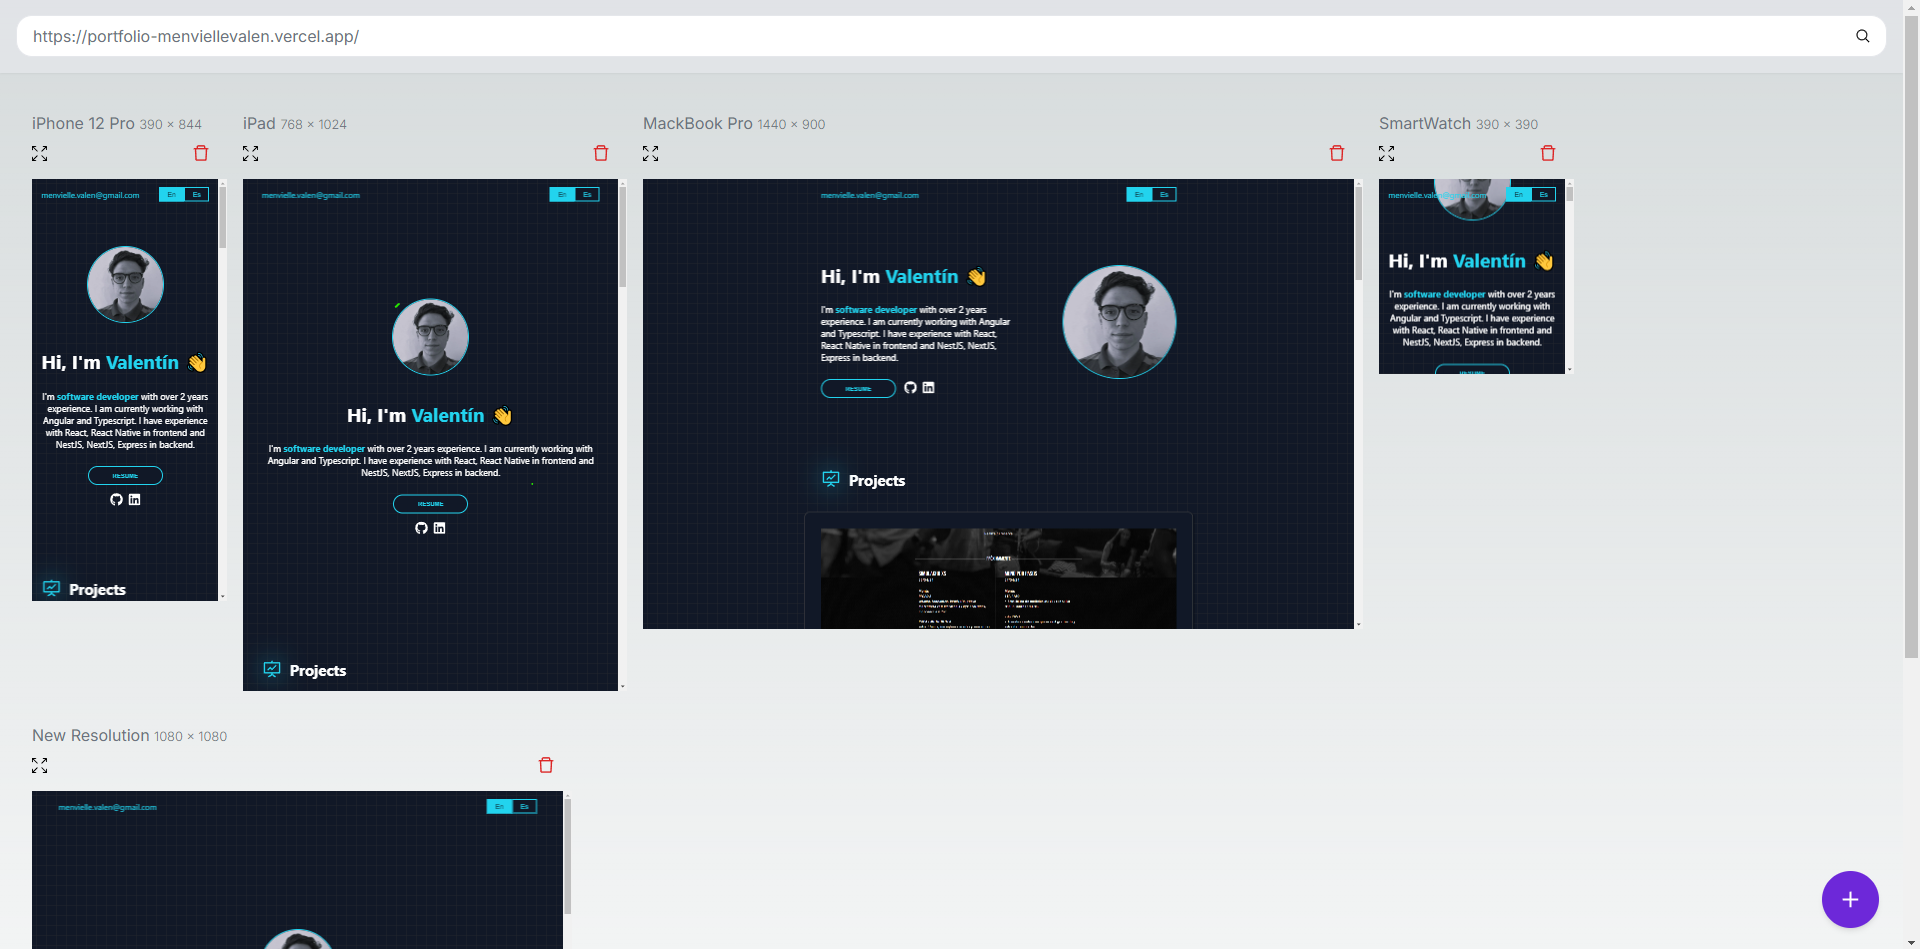 https://portfolio-menviellevalen.vercel.app/
iPhone 12 Pro 390 × 844
iPad 768 × 1024
MackBook Pro 1440 × 900
SmartWatch 390 × 390
menvielle.valen@gmail.com
En Es
Hi, I'm Valentín 👋
I'm software developer with over 2 years
experience. I am currently working with
Angular and Typescript. I have experience
with React, React Native in frontend and
NestJS, NextJS, Express in backend.
RESUME
Projects
menvielle.valen@gmail.com
En Es
Hi, I'm Valentín 👋
I'm software developer with over 2 years experience. I am currently working with
Angular and Typescript. I have experience with React, React Native in frontend and
NestJS, NextJS, Express in backend.
RESUME
Projects
menvielle.valen@gmail.com
En Es
Hi, I'm Valentín 👋
I'm software developer with over 2 years
experience. I am currently working with Angular
and Typescript. I have experience with React,
React Native in frontend and NestJS, NextJS,
Express in backend.
RESUME
Projects
menvielle.valen@gmail.com
En Es
Hi, I'm Valentín 👋
I'm software developer with over 2 years
experience. I am currently working with
Angular and Typescript. I have experience
with React, React Native in frontend and
NestJS, NextJS, Express in backend.
New Resolution 1080 × 1080
menvielle.valen@gmail.com
En Es